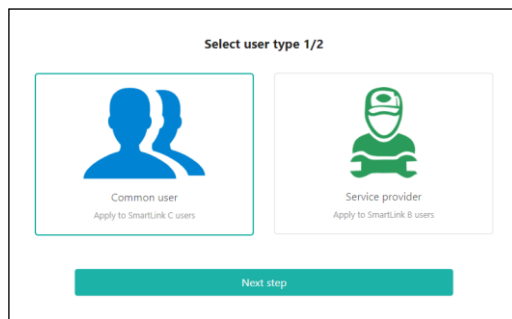 Select user type 1/2
Common user
Apply to SmartLink C users
Service provider
Apply to SmartLink B users
Next step